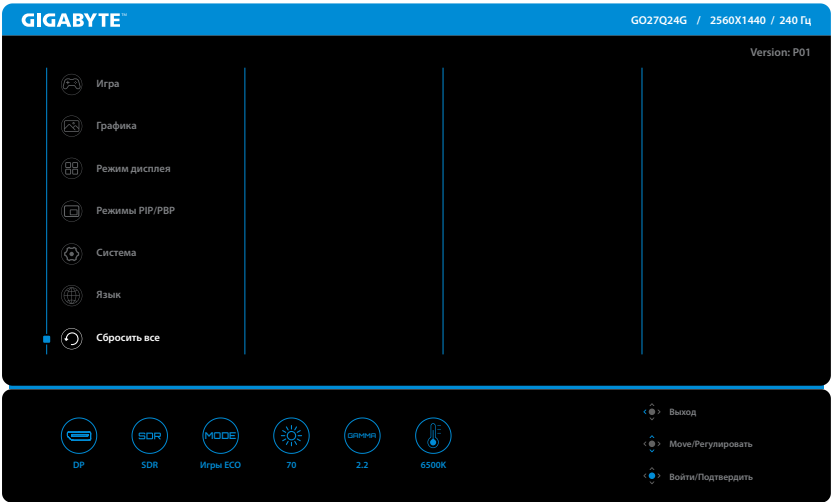 GIGABYTE™
GO27Q24G / 2560X1440 / 240 Гц
Version: P01
Игра
Графика
Режим дисплея
Режимы PIP/PBP
Система
Язык
Сбросить все
SDR
MODE
GAMMA
DP
SDR
Игры ECO
70
2.2
6500K
Выход
Move/Регулировать
Войти/Подтвердить